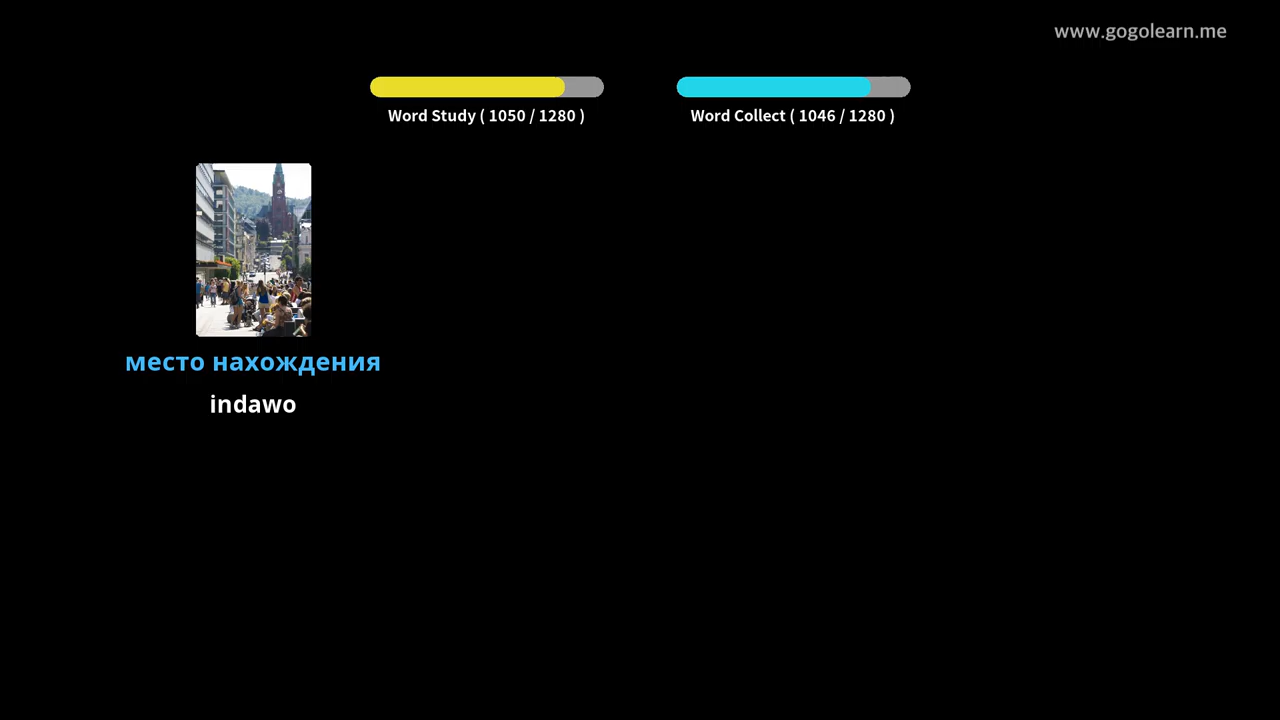 www.gogolearn.me
Word Study ( 1050 / 1280 )
Word Collect ( 1046 / 1280 )
место нахождения
indawo